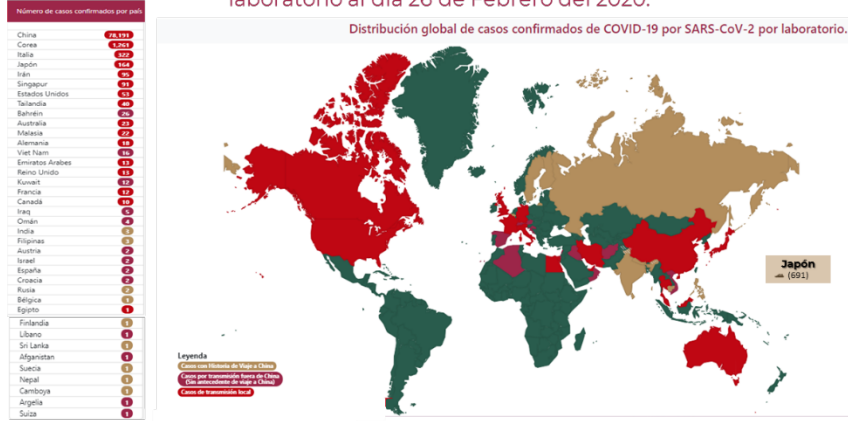 Número de casos confirmados por país
laboratorio al día 26 de Febrero del 2020.
Distribución global de casos confirmados de COVID-19 por SARS-CoV-2 por laboratorio.
China 78,191
Corea 1,261
Italia 322
Japón 164
Irán 95
Singapur 91
Estados Unidos 53
Tailandia 40
Bahréin 26
Australia 23
Malasia 22
Alemania 18
Viet Nam 16
Emiratos Arabes 13
Reino Unido 13
Kuwait 12
Francia 12
Canadá 10
Iraq 5
Omán 4
India 3
Filipinas 3
Austria 2
Israel 2
España 2
Croacia 2
Rusia 2
Bélgica 1
Egipto 1
Finlandia 1
Líbano 1
Sri Lanka 1
Afganistan 1
Suecia 1
Nepal 1
Camboya 1
Argelia 1
Suiza 1
Japón
(691)
Leyenda
Casos con Historia de Viaje a China
Casos por transmisión fuera de China
(Sin antecedente de viaje a China)
Casos de transmisión local